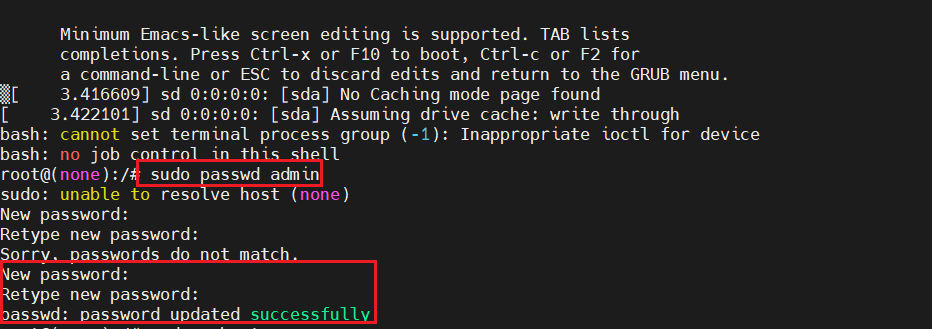 Minimum Emacs-like screen editing is supported. TAB lists
completions. Press Ctrl-x or F10 to boot, Ctrl-c or F2 for
a command-line or ESC to discard edits and return to the GRUB menu.
[    3.416609] sd 0:0:0:0: [sda] No Caching mode page found
[    3.422101] sd 0:0:0:0: [sda] Assuming drive cache: write through
bash: cannot set terminal process group (-1): Inappropriate ioctl for device
bash: no job control in this shell
root@(none):/# sudo passwd admin
sudo: unable to resolve host (none)
New password:
Retype new password:
Sorry, passwords do not match.
New password:
Retype new password:
passwd: password updated successfully